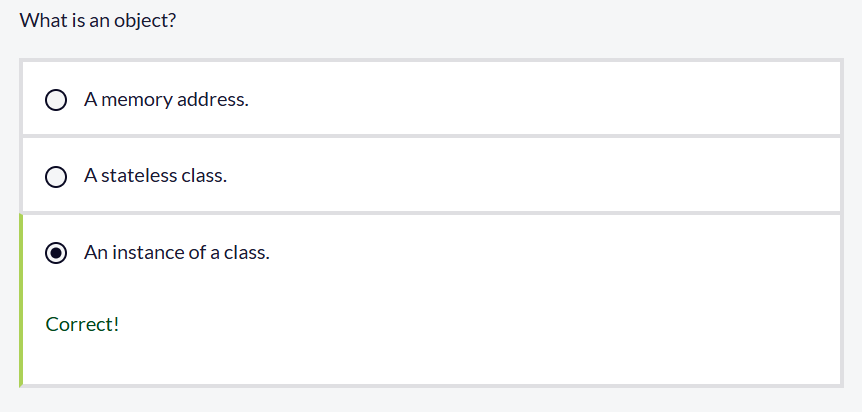 What is an object?
A memory address.
A stateless class.
An instance of a class.
Correct!